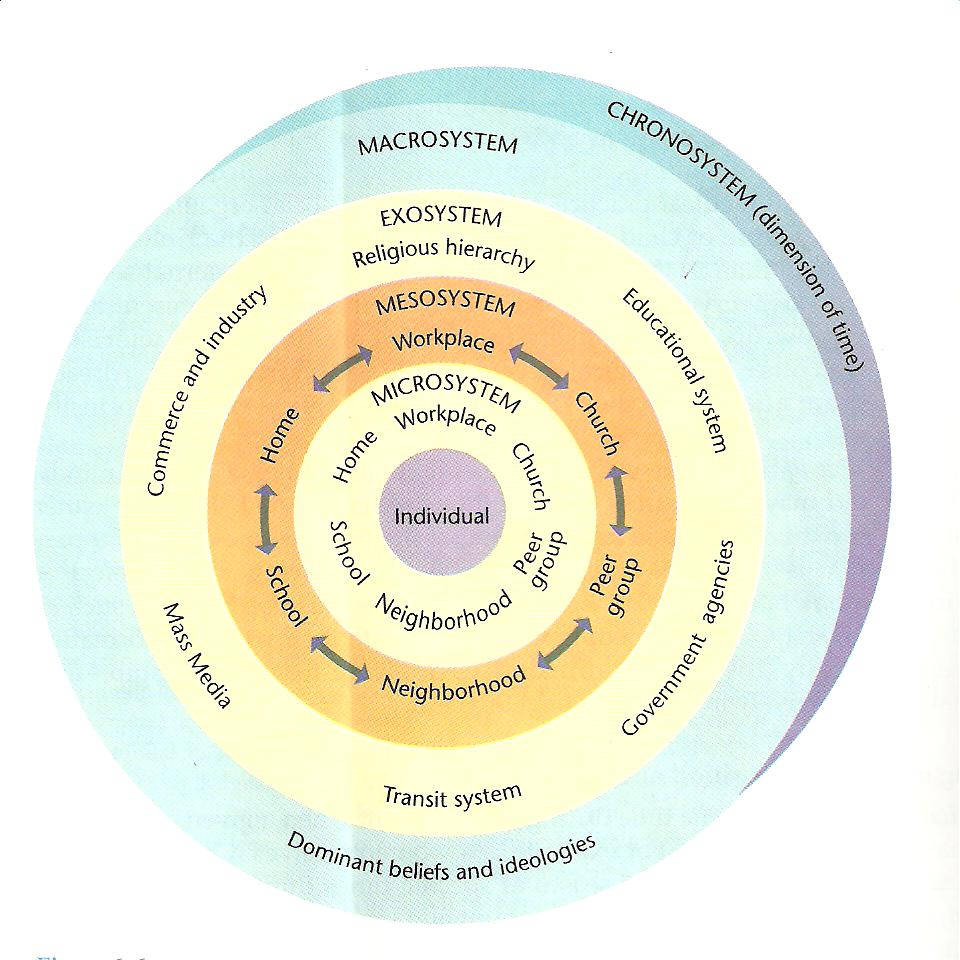 CHRONOSYSTEM (dimension of time)
MACROSYSTEM
EXOSYSTEM
Religious hierarchy
Commerce and industry
Educational system
MESOSYSTEM
Workplace
Home
Church
MICROSYSTEM
Workplace
Home
Church
Individual
School
Peer
group
Neighborhood
School
Peer
group
Neighborhood
Mass Media
Government agencies
Transit system
Dominant beliefs and ideologies